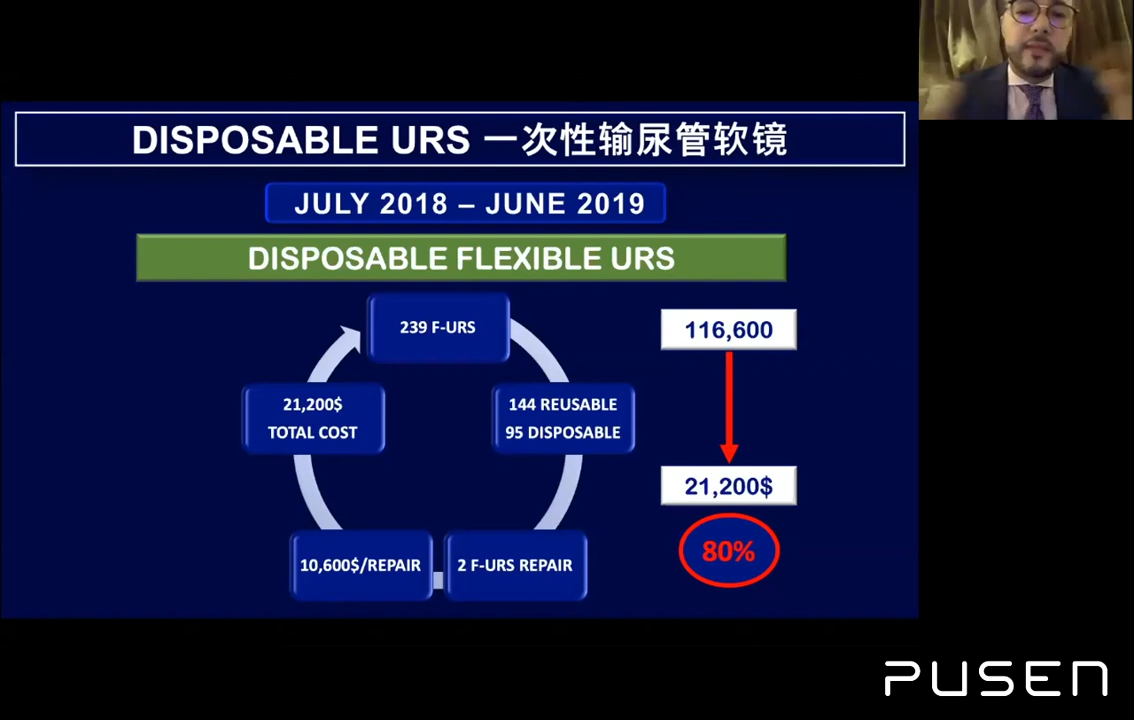 DISPOSABLE URS 一次性输尿管软镜
JULY 2018 – JUNE 2019
DISPOSABLE FLEXIBLE URS
239 F-URS
144 REUSABLE
95 DISPOSABLE
2 F-URS REPAIR
10,600$/REPAIR
21,200$
TOTAL COST
116,600
21,200$
80%
PUSEN